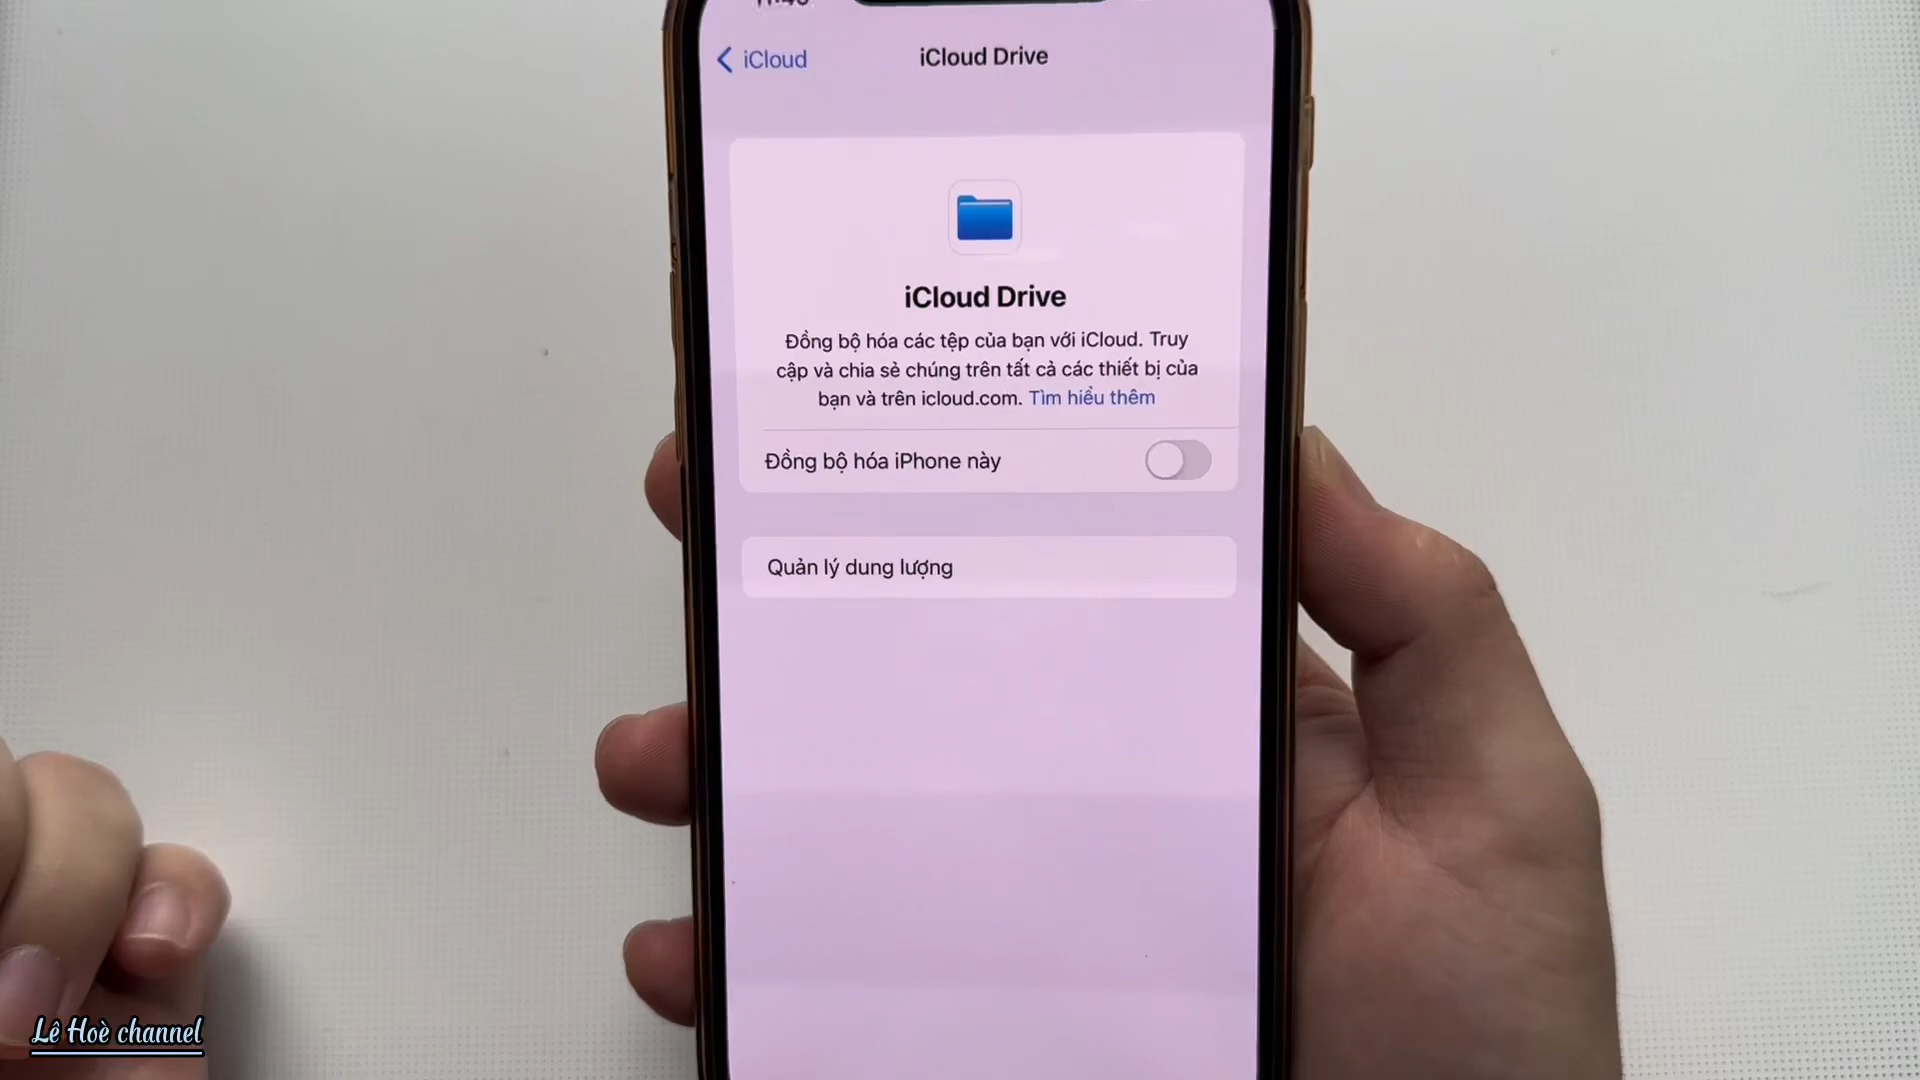 iCloud
iCloud Drive
iCloud Drive
Đồng bộ hóa các tệp của bạn với iCloud. Truy
cập và chia sẻ chúng trên tất cả các thiết bị của
bạn và trên icloud.com. Tìm hiểu thêm
Đồng bộ hóa iPhone này
Quản lý dung lượng
Lê Hoè channel